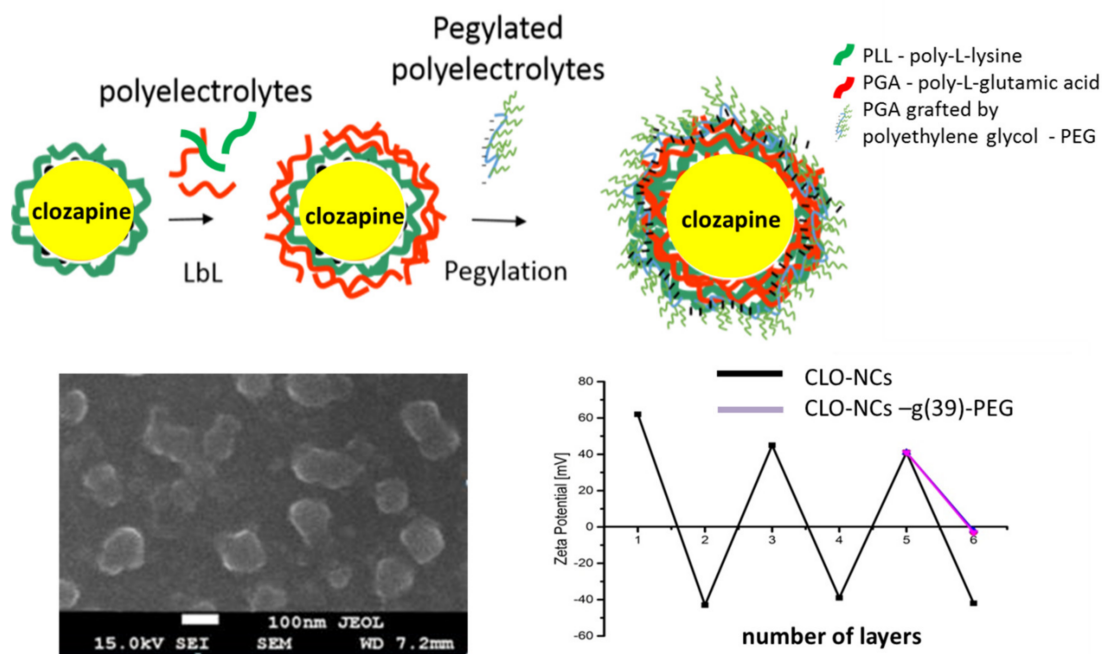 Pegylated
polyelectrolytes
polyelectrolytes
PLL - poly-L-lysine
PGA - poly-L-glutamic acid
PGA grafted by
polyethylene glycol - PEG
clozapine
clozapine
clozapine
LbL
Pegylation
100nm JEOL
15.0kV SEI SEM WD 7.2mm
CLO-NCs
CLO-NCs –g(39)-PEG
Zeta Potential [mV]
80
60
40
20
0
-20
-40
-60
1 2 3 4 5 6
number of layers